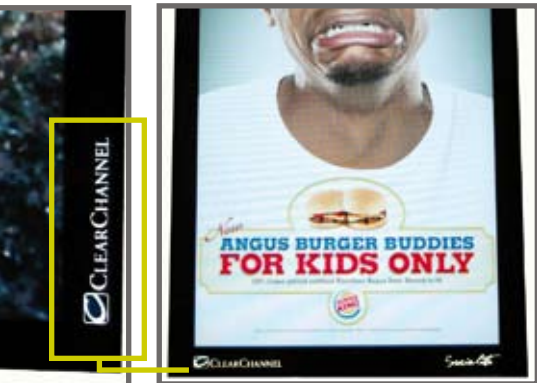 CLEARCHANNEL
New
ANGUS BURGER BUDDIES
FOR KIDS ONLY
BURGER
KING
CLEARCHANNEL